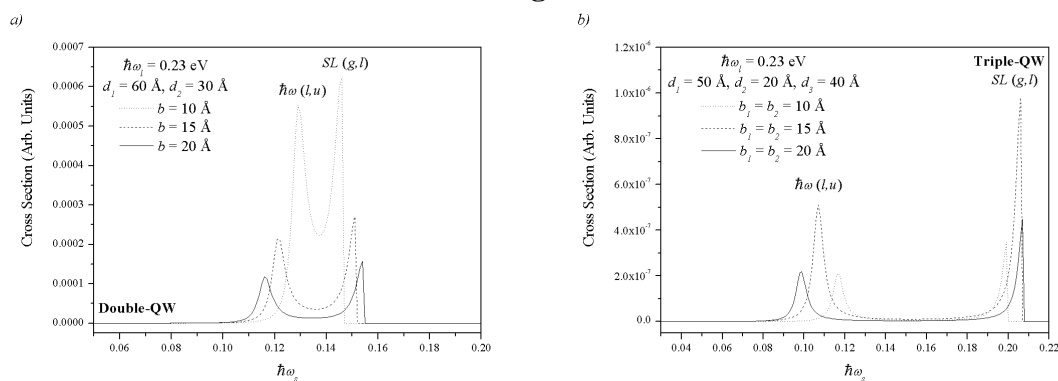 a)
ħω_l = 0.23 eV
d_1 = 60 Å, d_2 = 30 Å
b = 10 Å
b = 15 Å
b = 20 Å
ħω (l,u)
SL (g,l)
Double-QW
Cross Section (Arb. Units)
0.0007
0.0006
0.0005
0.0004
0.0003
0.0002
0.0001
0.0000
0.06 0.08 0.10 0.12 0.14 0.16 0.18 0.20
ħω_s
b)
ħω_l = 0.23 eV
d_1 = 50 Å, d_2 = 20 Å, d_3 = 40 Å
b_1 = b_2 = 10 Å
b_1 = b_2 = 15 Å
b_1 = b_2 = 20 Å
Triple-QW
SL (g,l)
ħω (l,u)
Cross Section (Arb. Units)
1.2x10⁻⁶
1.0x10⁻⁶
8.0x10⁻⁷
6.0x10⁻⁷
4.0x10⁻⁷
2.0x10⁻⁷
0.0
0.04 0.06 0.08 0.10 0.12 0.14 0.16 0.18 0.20 0.22
ħω_s